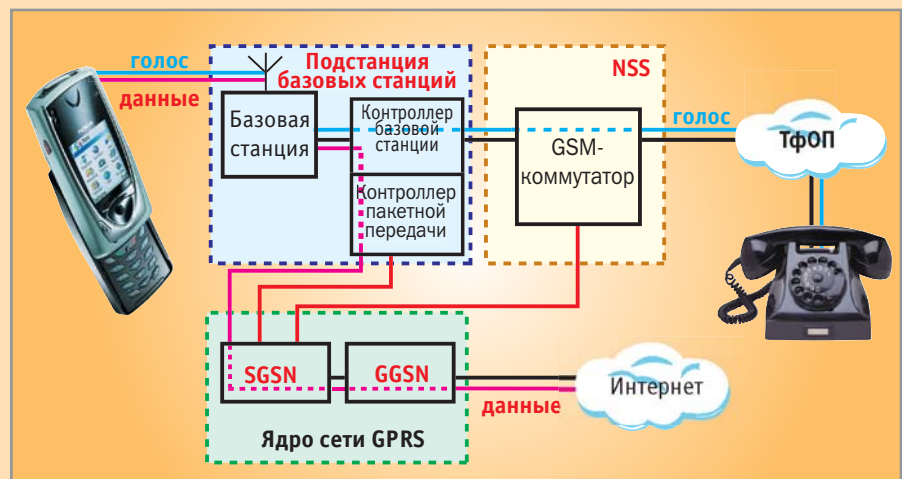 голос
данные
Подстанция
базовых станций
NSS
Базовая
станция
Контроллер
базовой
станции
Контроллер
пакетной
передачи
GSM-
коммутатор
голос
ТфОП
SGSN
GGSN
данные
Интернет
Ядро сети GPRS